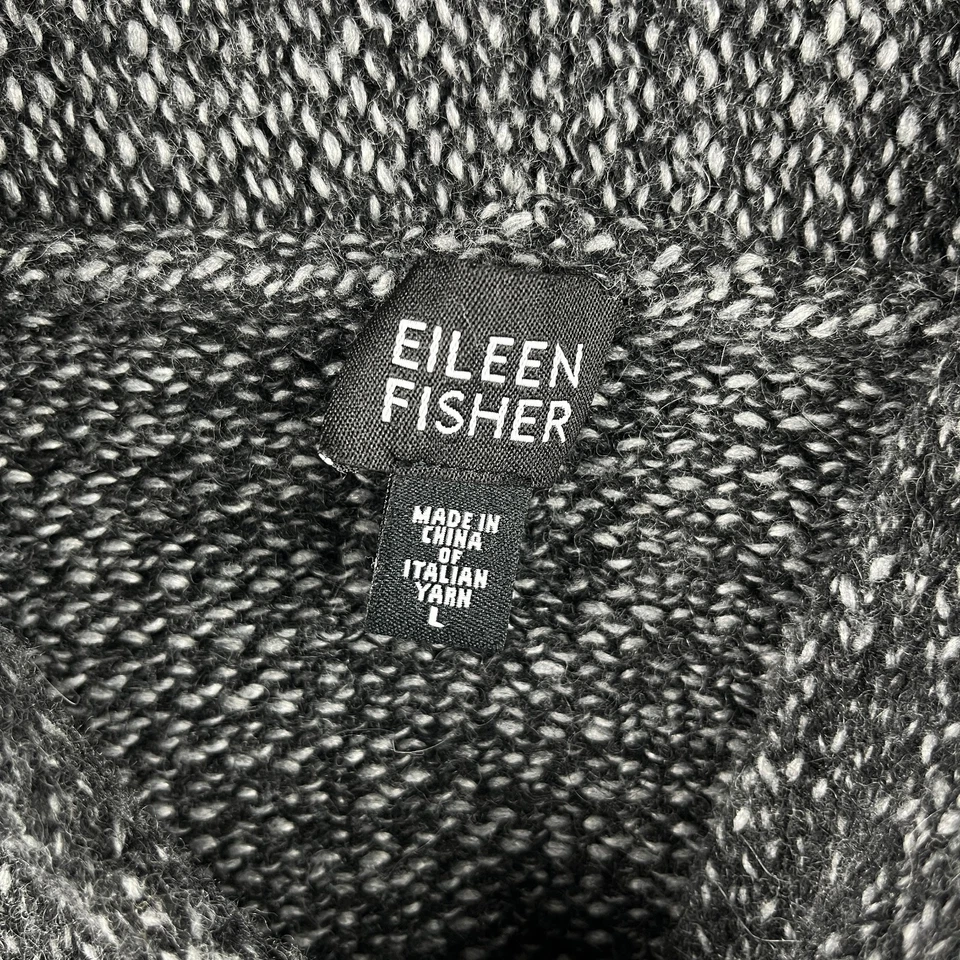 EILEEN
FISHER
MADE IN
CHINA
OF
ITALIAN
YARN
L